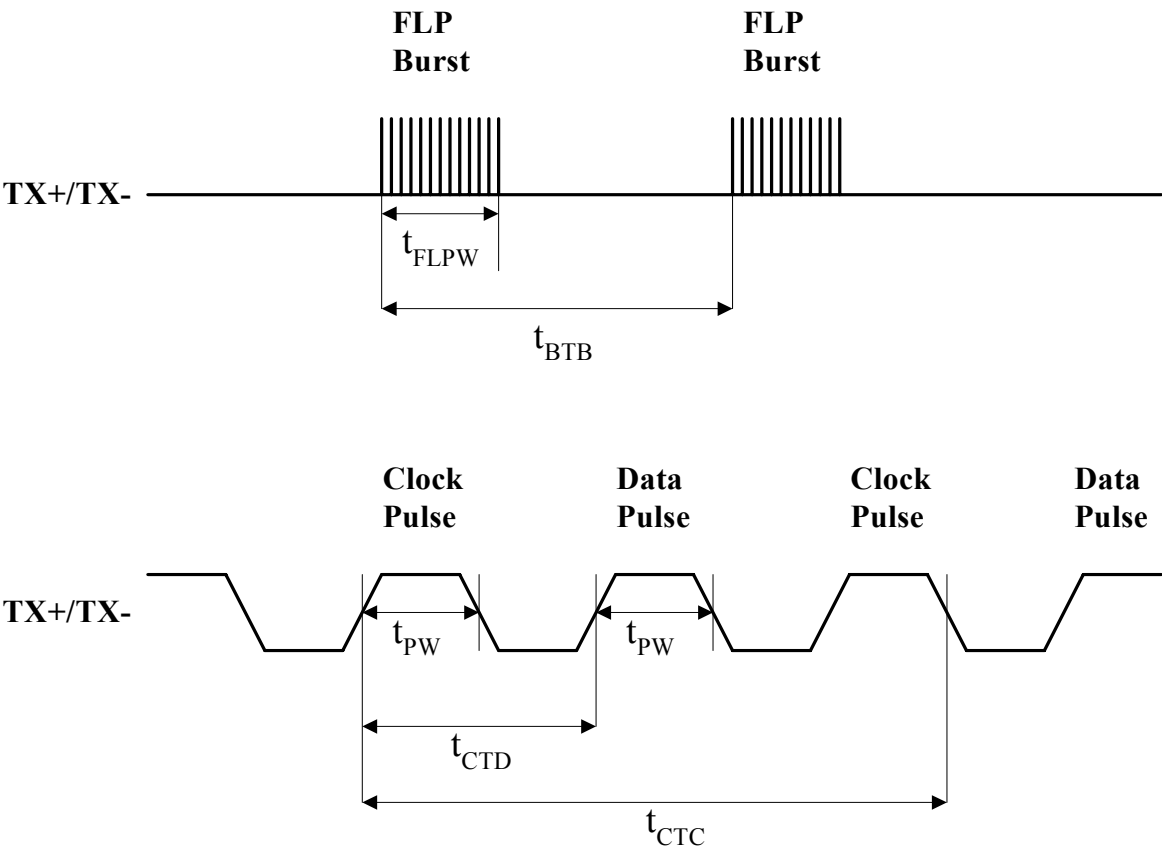 FLP Burst
FLP Burst
TX+/TX-
tFLPW
tBTB
Clock Pulse
Data Pulse
Clock Pulse
Data Pulse
TX+/TX-
tPW
tPW
tCTD
tCTC